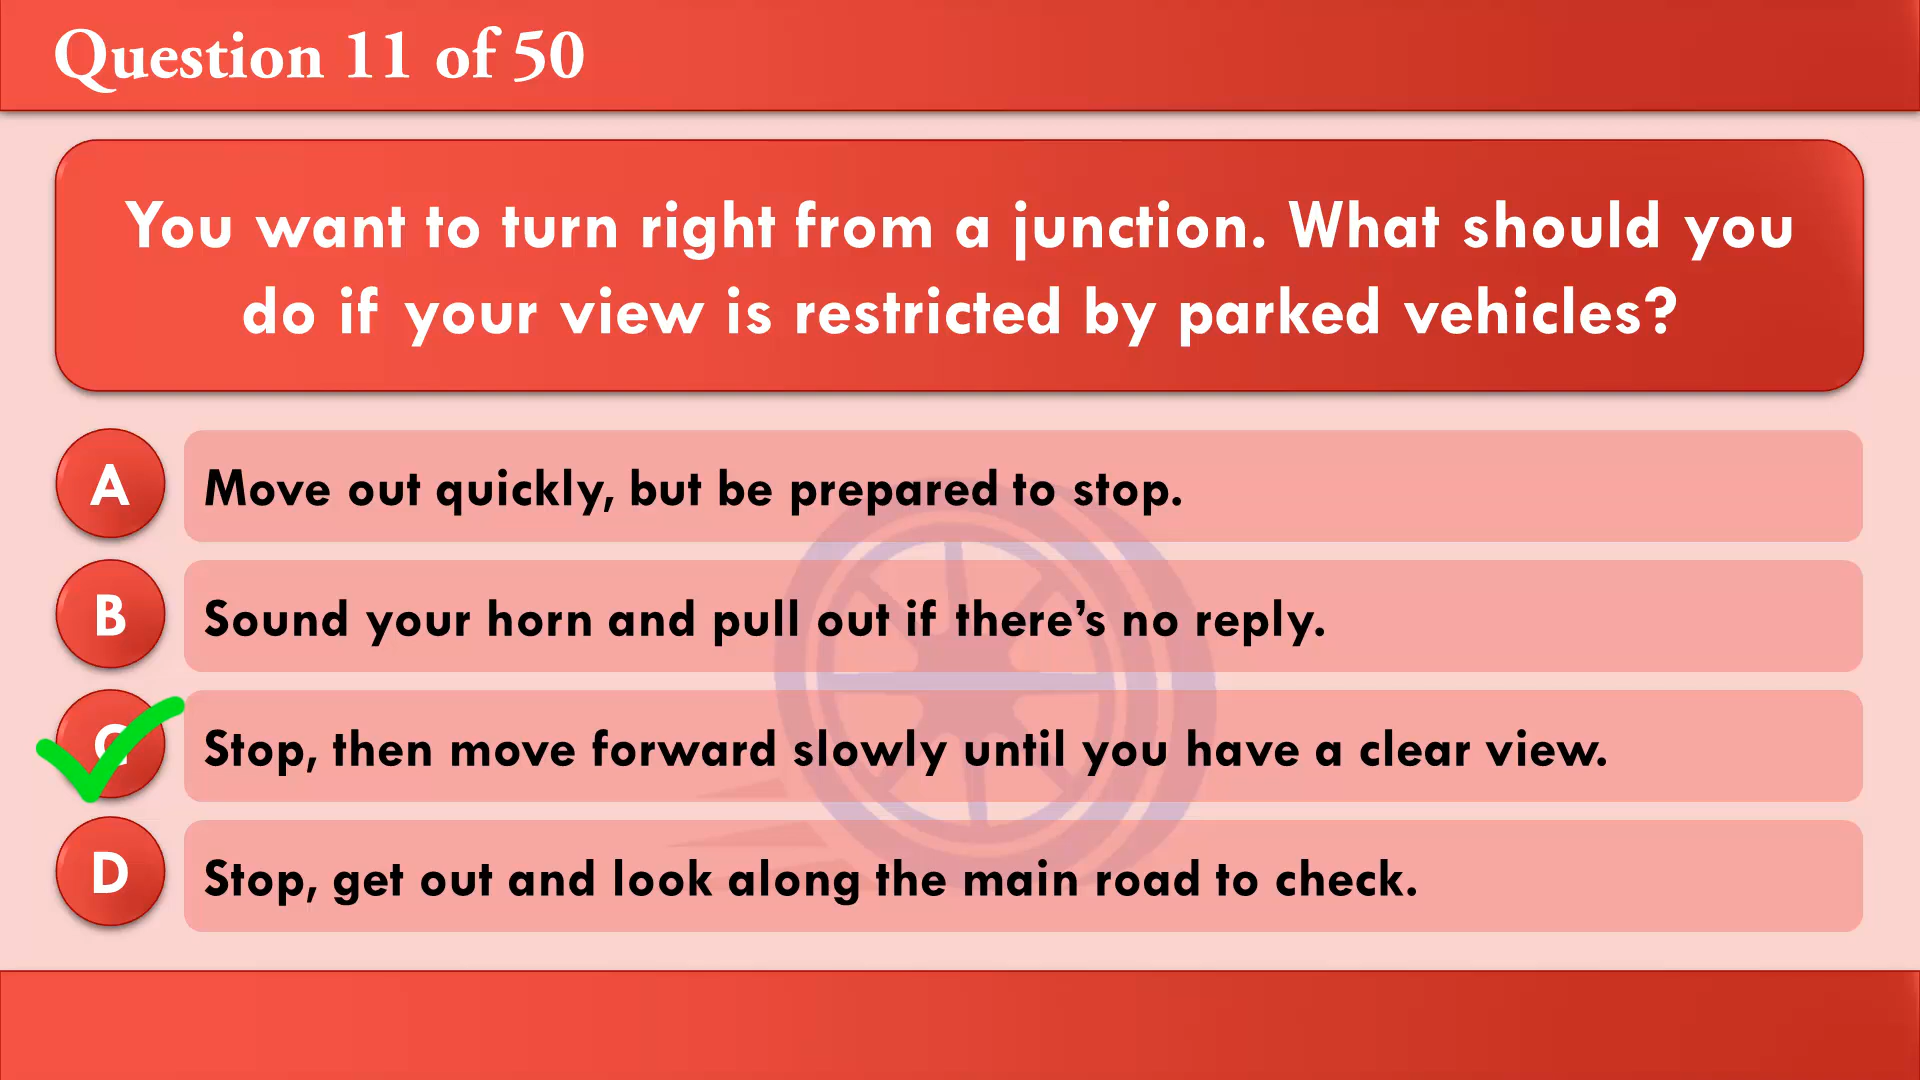 Question 11 of 50
You want to turn right from a junction. What should you
do if your view is restricted by parked vehicles?
A
Move out quickly, but be prepared to stop.
B
Sound your horn and pull out if there’s no reply.
C
Stop, then move forward slowly until you have a clear view.
D
Stop, get out and look along the main road to check.